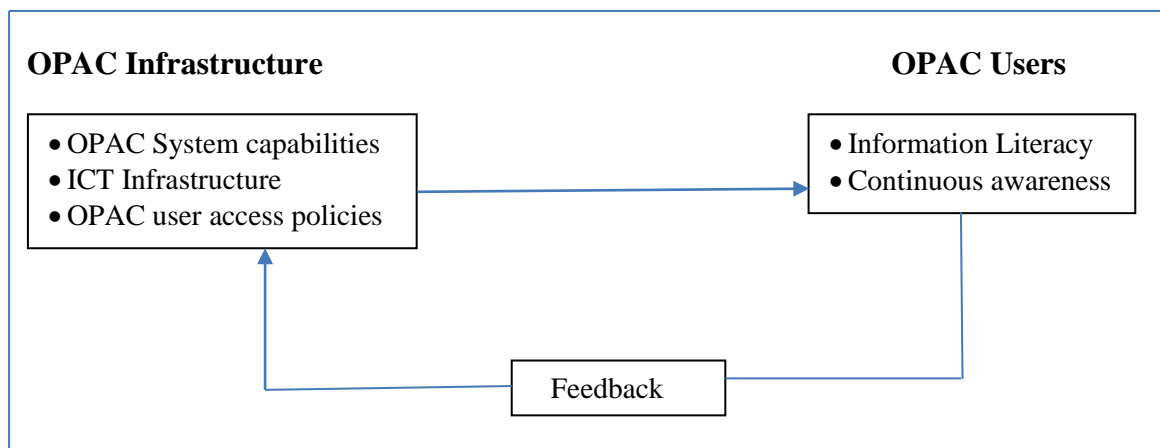 OPAC Infrastructure
OPAC Users
• OPAC System capabilities
• ICT Infrastructure
• OPAC user access policies
• Information Literacy
• Continuous awareness
Feedback